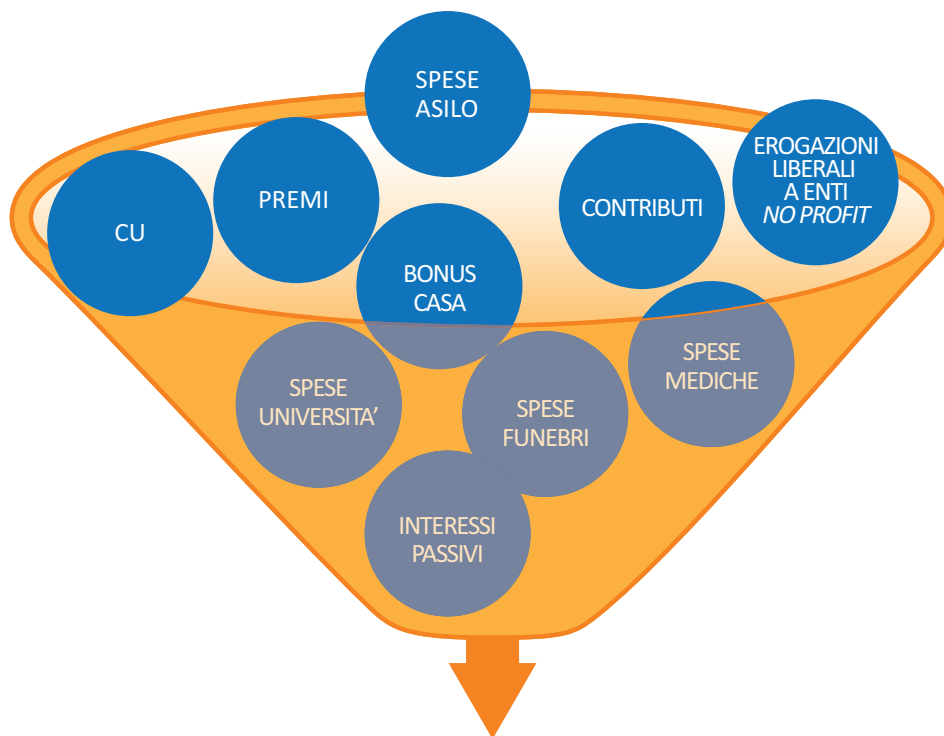 SPESE
ASILO
EROGAZIONI
LIBERALI
A ENTI
NO PROFIT
PREMI
CONTRIBUTI
CU
BONUS
CASA
SPESE
MEDICHE
SPESE
UNIVERSITA’
SPESE
FUNEBRI
INTERESSI
PASSIVI